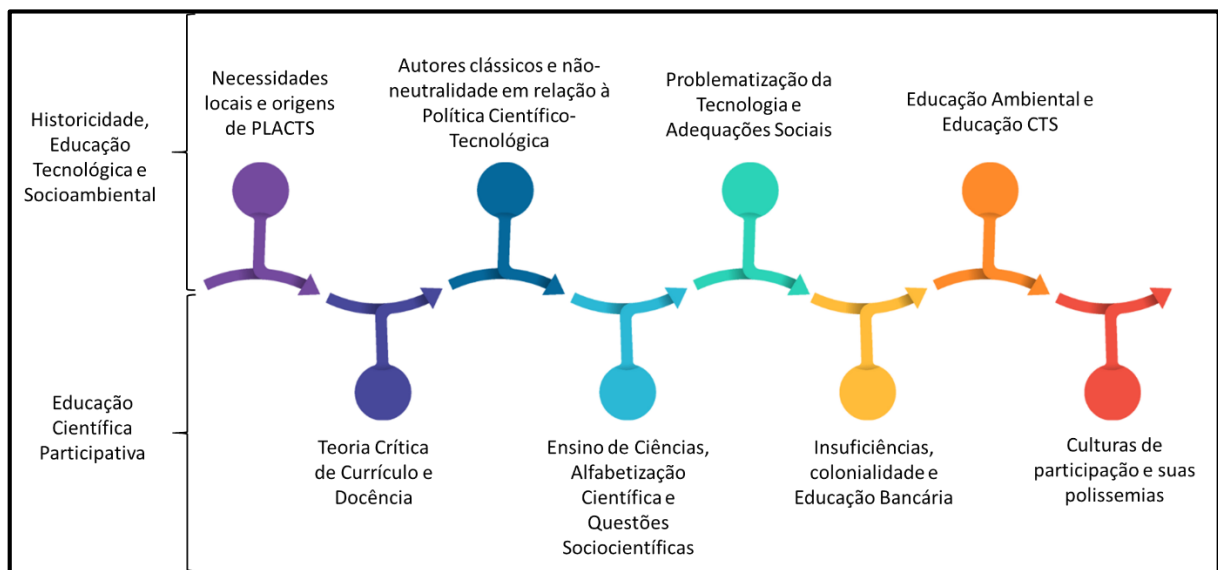 Historicidade,
Educação
Tecnológica e
Socioambiental
Necessidades
locais e origens
de PLACTS
Autores clássicos e não-
neutralidade em relação à
Política Científico-
Tecnológica
Problematização da
Tecnologia e
Adequações Sociais
Educação Ambiental e
Educação CTS
Educação
Científica
Participativa
Teoria Crítica
de Currículo e
Docência
Ensino de Ciências,
Alfabetização
Científica e
Questões
Sociocientíficas
Insuficiências,
colonialidade e
Educação Bancária
Culturas de
participação e suas
polissemias